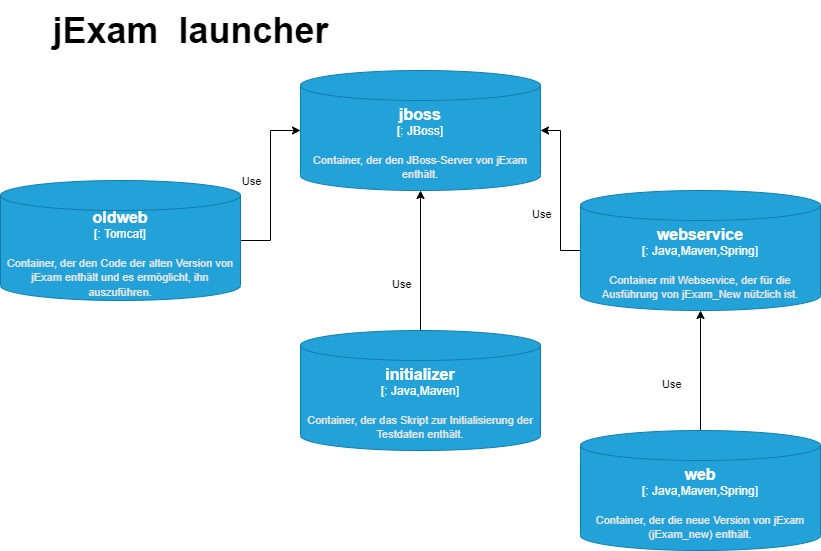 jExam launcher
jboss
[: JBoss]
Container, der den JBoss-Server von jExam
enthält.
Use
oldweb
[: Tomcat]
Container, der den Code der alten Version von
jExam enthält und es ermöglicht, ihn
auszuführen.
Use
webservice
[: Java,Maven,Spring]
Container mit Webservice, der für die
Ausführung von jExam_New nützlich ist.
Use
initializer
[: Java,Maven]
Container, der das Skript zur Initialisierung der
Testdaten enthält.
Use
web
[: Java,Maven,Spring]
Container, der die neue Version von jExam
(jExam_new) enthält.